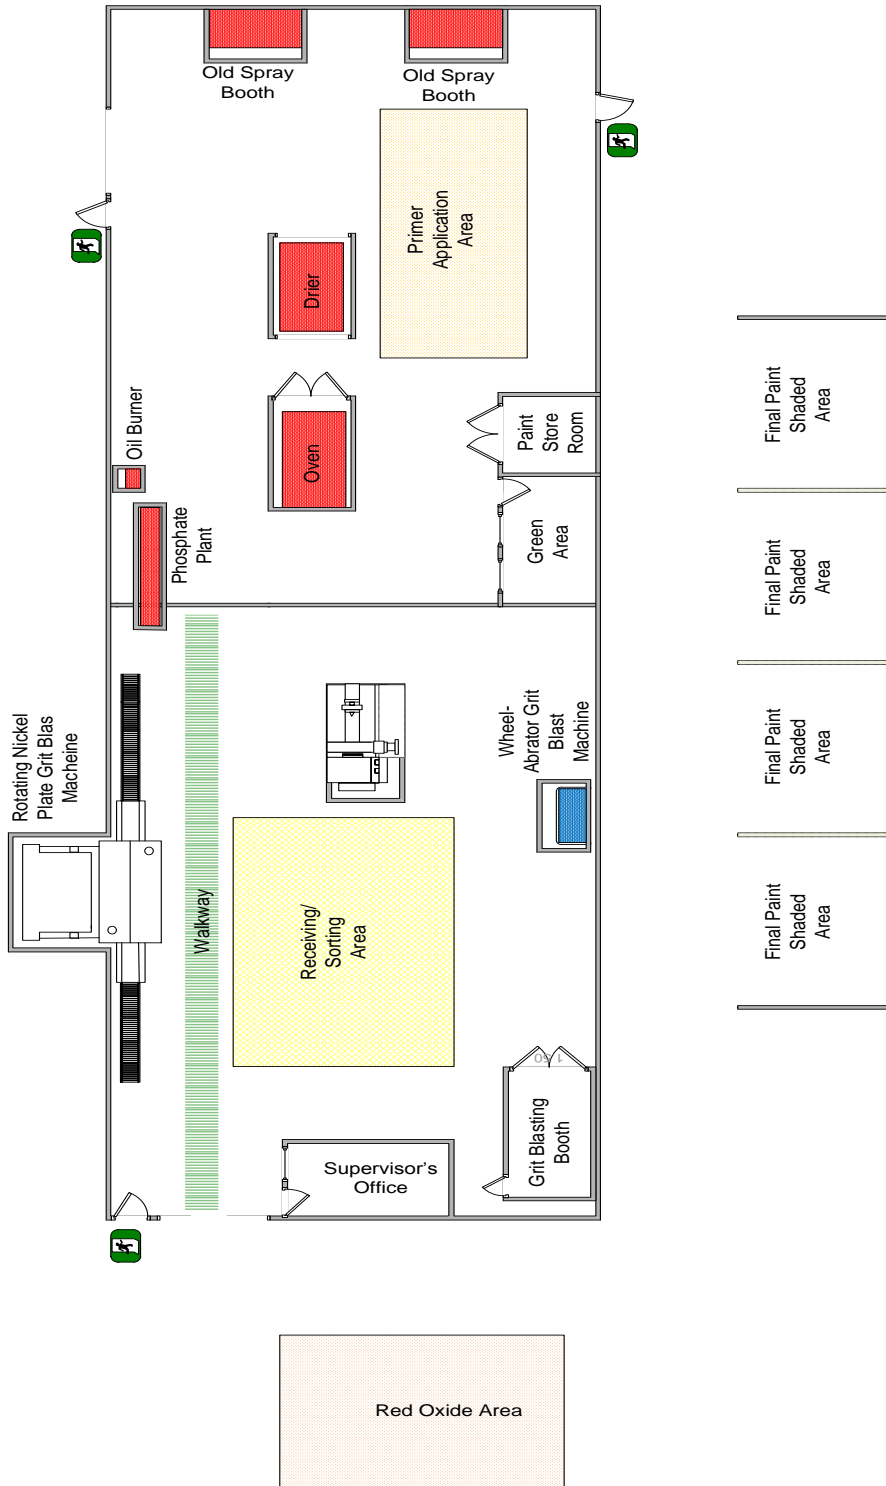 Old Spray
Booth
Old Spray
Booth
Primer
Application
Area
Drier
Oil Burner
Oven
Paint
Store
Room
Phosphate
Plant
Green
Area
Final Paint
Shaded
Area
Final Paint
Shaded
Area
Final Paint
Shaded
Area
Final Paint
Shaded
Area
Rotating Nickel
Plate Grit Blas
Macheine
Wheel-
Abrator Grit
Blast
Machine
Walkway
Receiving/
Sorting
Area
1.50
Grit Blasting
Booth
Supervisor's
Office
Red Oxide Area